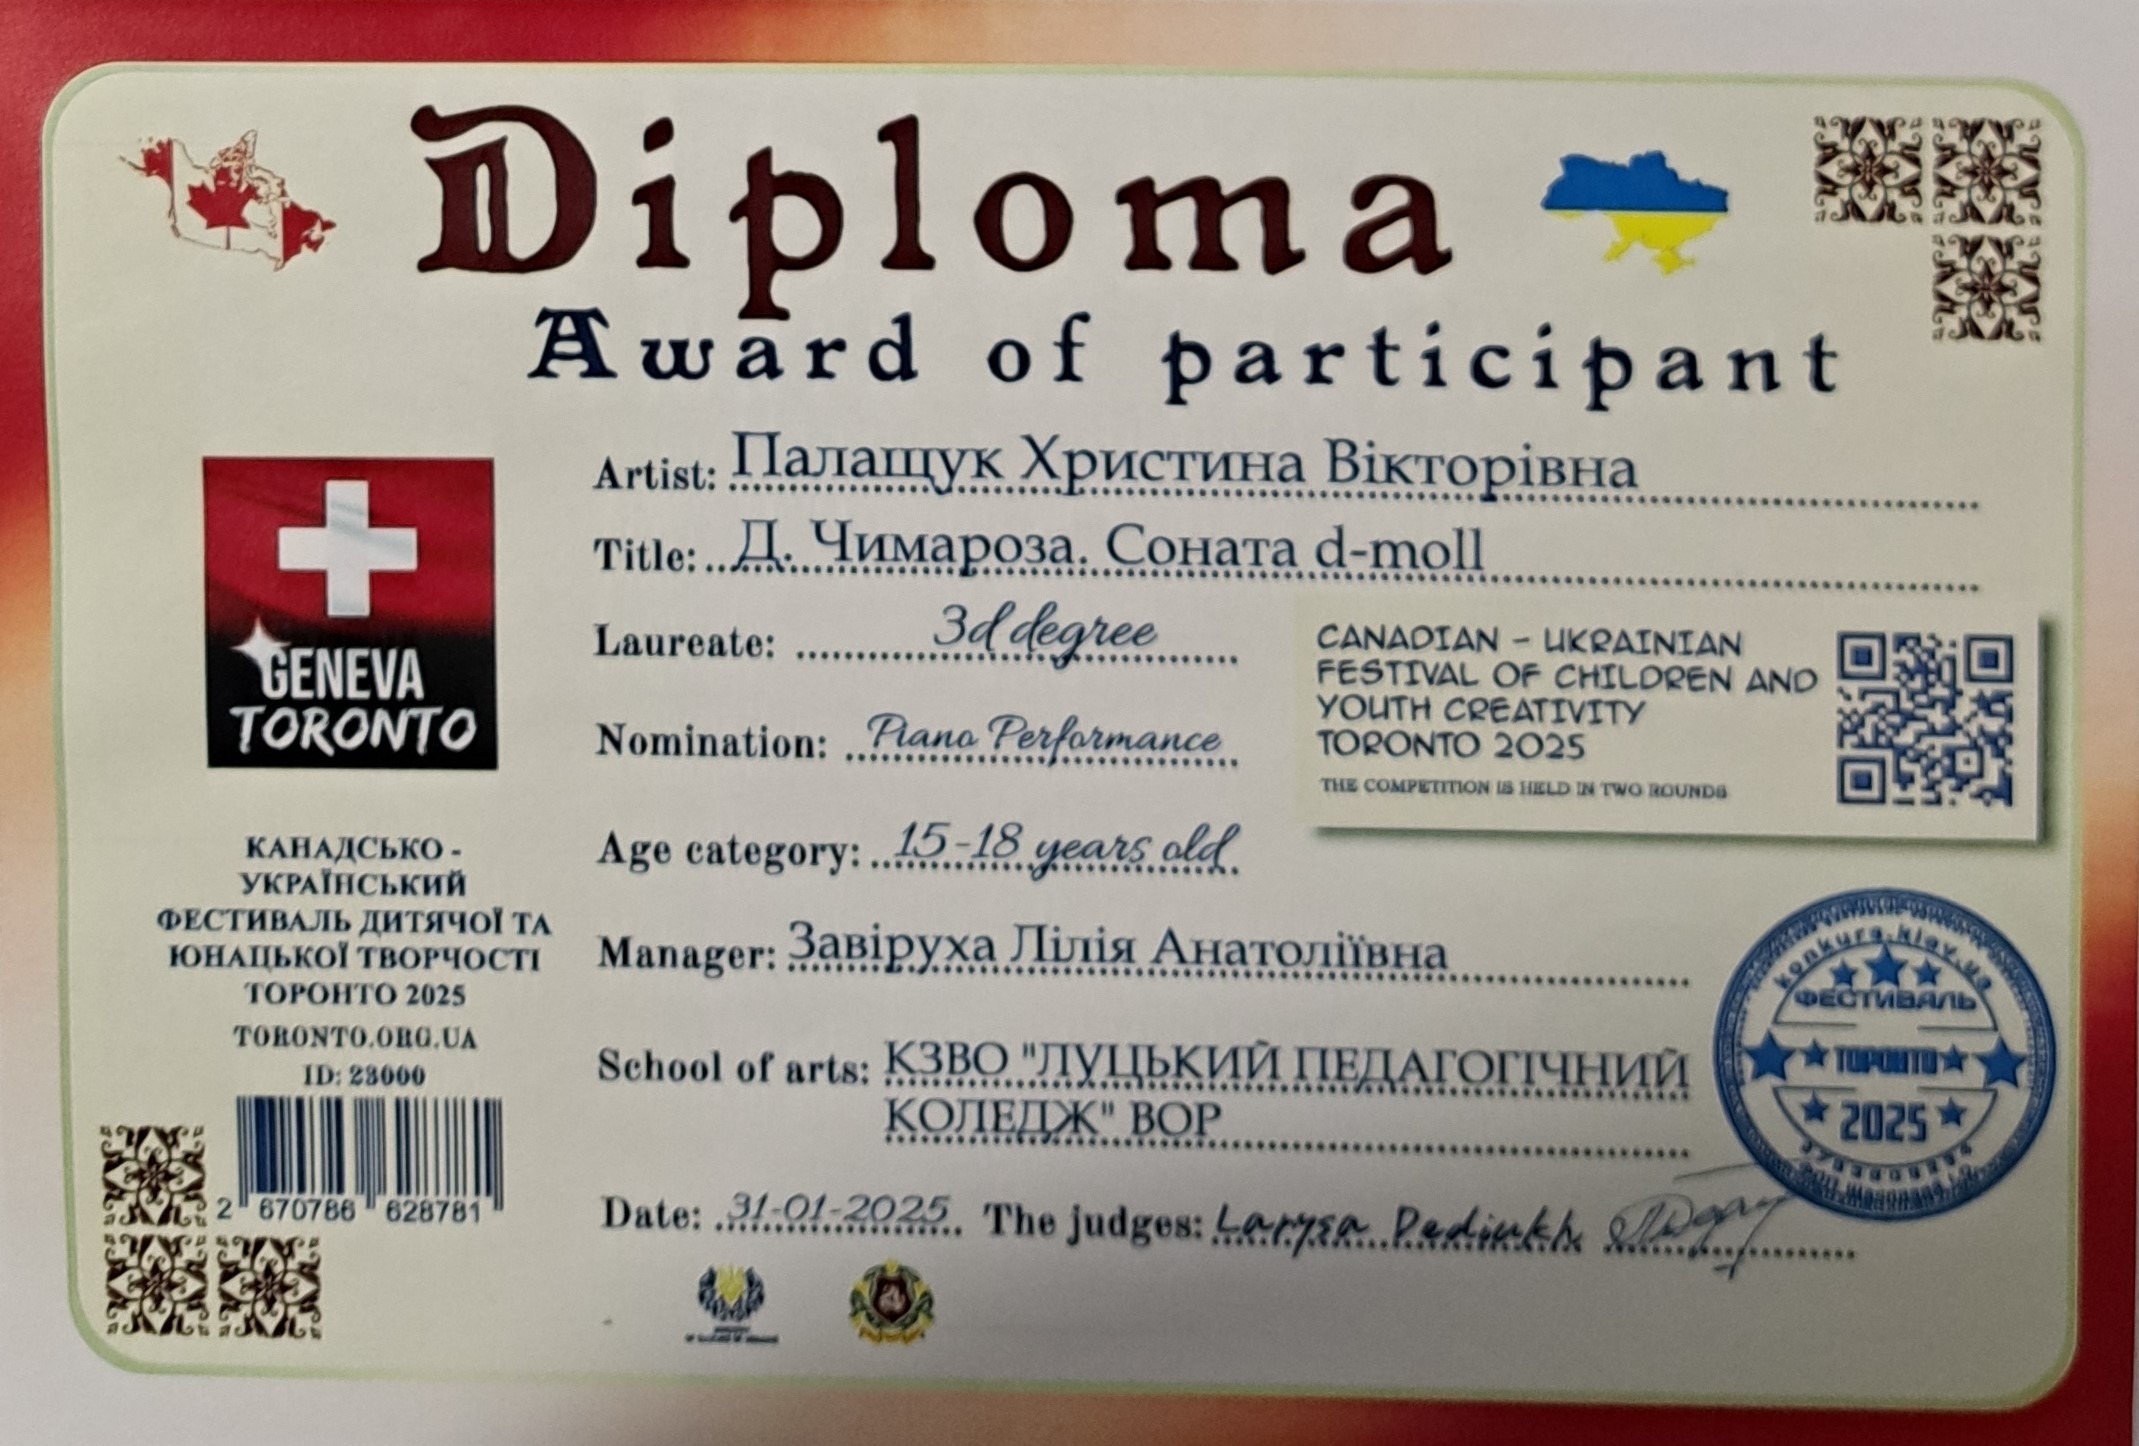 Diploma
Award of participant
Artist: Палащук Христина Вікторівна
Title: Д. Чимароза. Соната d-moll
Laureate: 3d degree
Nomination: Piano Performance
Age category: 15-18 years old
CANADIAN - UKRAINIAN
FESTIVAL OF CHILDREN AND
YOUTH CREATIVITY
TORONTO 2025
THE COMPETITION IS HELD IN TWO ROUNDS
GENEVA
TORONTO
КАНАДСЬКО -
УКРАЇНСЬКИЙ
ФЕСТИВАЛЬ ДИТЯЧОЇ ТА
ЮНАЦЬКОЇ ТВОРЧОСТІ
ТОРОНТО 2025
TORONTO.ORG.UA
ID: 23000
2 670786 628781
Manager: Завіруха Лілія Анатоліївна
School of arts: КЗВО "ЛУЦЬКИЙ ПЕДАГОГІЧНИЙ
КОЛЕДЖ" ВОР
Date: 31-01-2025 The judges: Larysa Dediukh
konkurs.kiev.ua
ФЕСТИВАЛЬ
ТОРОНТО
2025